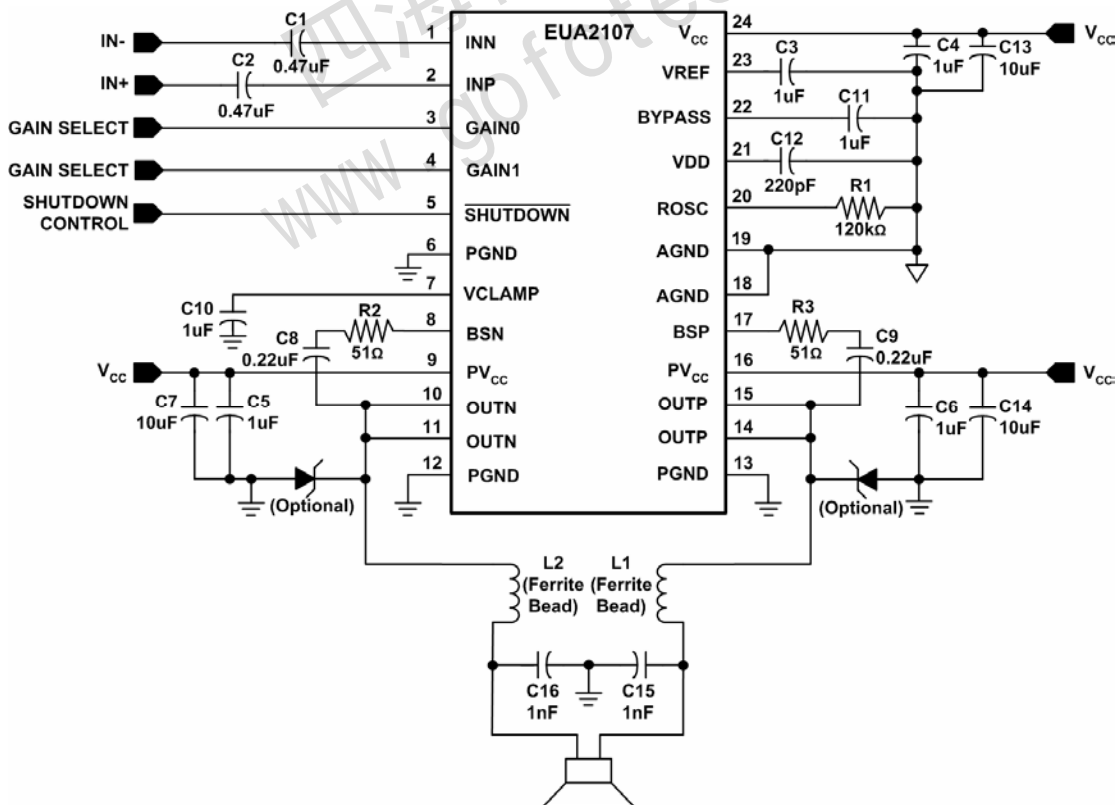 EUA2107
IN-
C1
0.47uF
1
INN
IN+
C2
0.47uF
2
INP
GAIN SELECT
3
GAIN0
GAIN SELECT
4
GAIN1
SHUTDOWN
CONTROL
5
SHUTDOWN
6
PGND
7
VCLAMP
C10
1uF
R2
51Ω
8
BSN
C8
0.22uF
VCC
9
PVCC
10
OUTN
C7
10uF
C5
1uF
11
OUTN
12
PGND
(Optional)
24
VCC
VCC
C4
1uF
C13
10uF
23
VREF
C3
1uF
22
BYPASS
C11
1uF
21
VDD
C12
220pF
20
ROSC
R1
120kΩ
19
AGND
18
AGND
17
BSP
R3
51Ω
C9
0.22uF
16
PVCC
VCC
15
OUTP
C6
1uF
C14
10uF
14
OUTP
13
PGND
(Optional)
L2
(Ferrite
Bead)
L1
(Ferrite
Bead)
C16
1nF
C15
1nF
四海
www.gofote